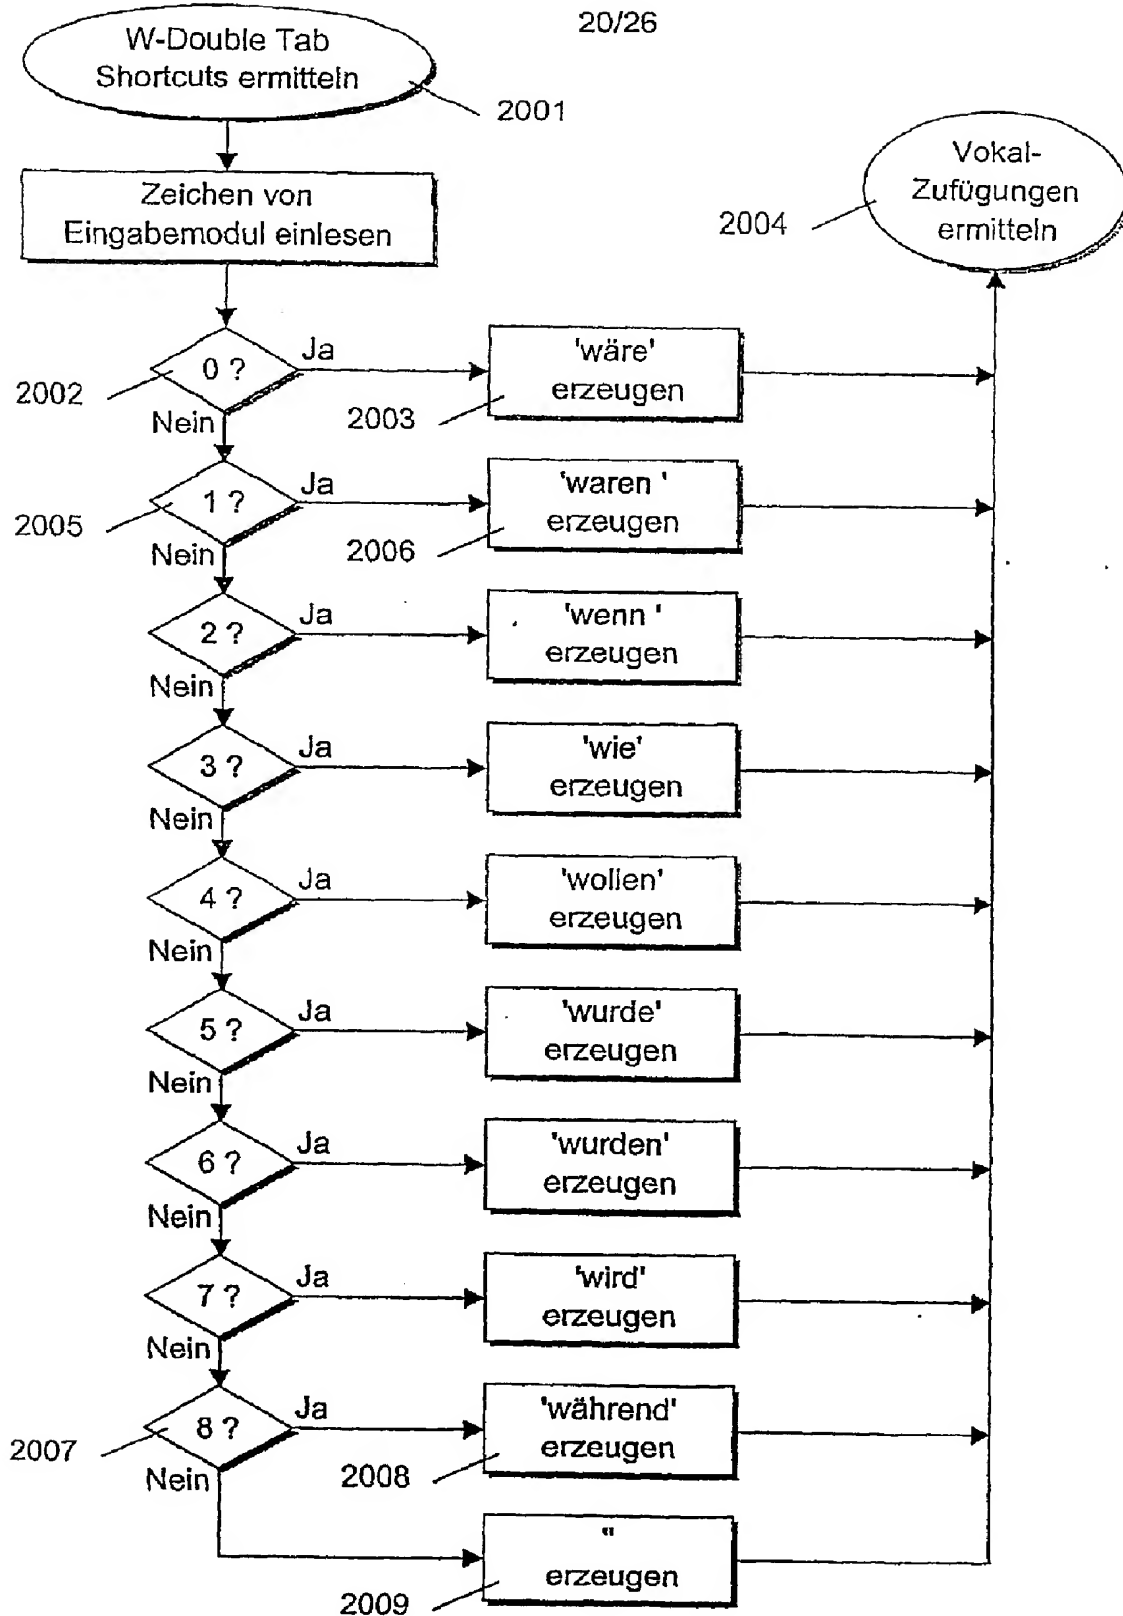 20/26
W-Double Tab
Shortcuts ermitteln
2001
Zeichen von
Eingabemodul einlesen
Vokal-
Zufügungen
ermitteln
2004
0 ?
Ja
Nein
2002
'wäre'
erzeugen
2003
1 ?
Ja
Nein
2005
'waren '
erzeugen
2006
2 ?
Ja
Nein
'wenn '
erzeugen
3 ?
Ja
Nein
'wie'
erzeugen
4 ?
Ja
Nein
'wollen'
erzeugen
5 ?
Ja
Nein
'wurde'
erzeugen
6 ?
Ja
Nein
'wurden'
erzeugen
7 ?
Ja
Nein
'wird'
erzeugen
8 ?
Ja
Nein
2007
'während'
erzeugen
2008
''
erzeugen
2009